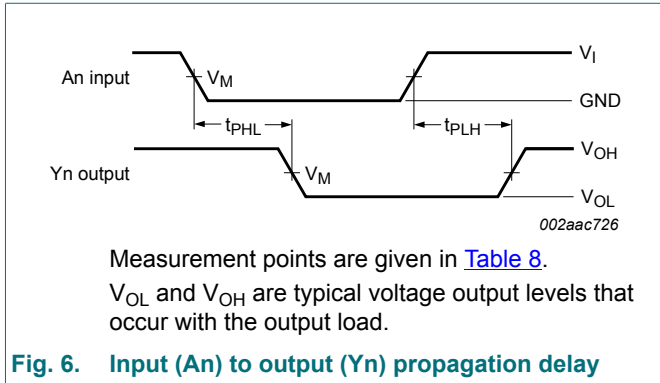 An input
V_M
V_I
GND
t_PHL
t_PLH
Yn output
V_M
V_OH
V_OL
002aac726
Measurement points are given in Table 8.
V_OL and V_OH are typical voltage output levels that
occur with the output load.
Fig. 6. Input (An) to output (Yn) propagation delay